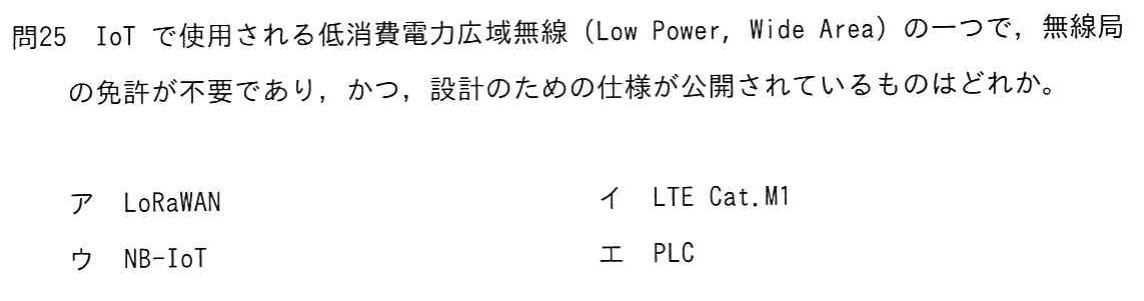 問25 IoT で使用される低消費電力広域無線（Low Power, Wide Area）の一つで，無線局
の免許が不要であり，かつ，設計のための仕様が公開されているものはどれか。
ア LoRaWAN イ LTE Cat.M1
ウ NB-IoT エ PLC